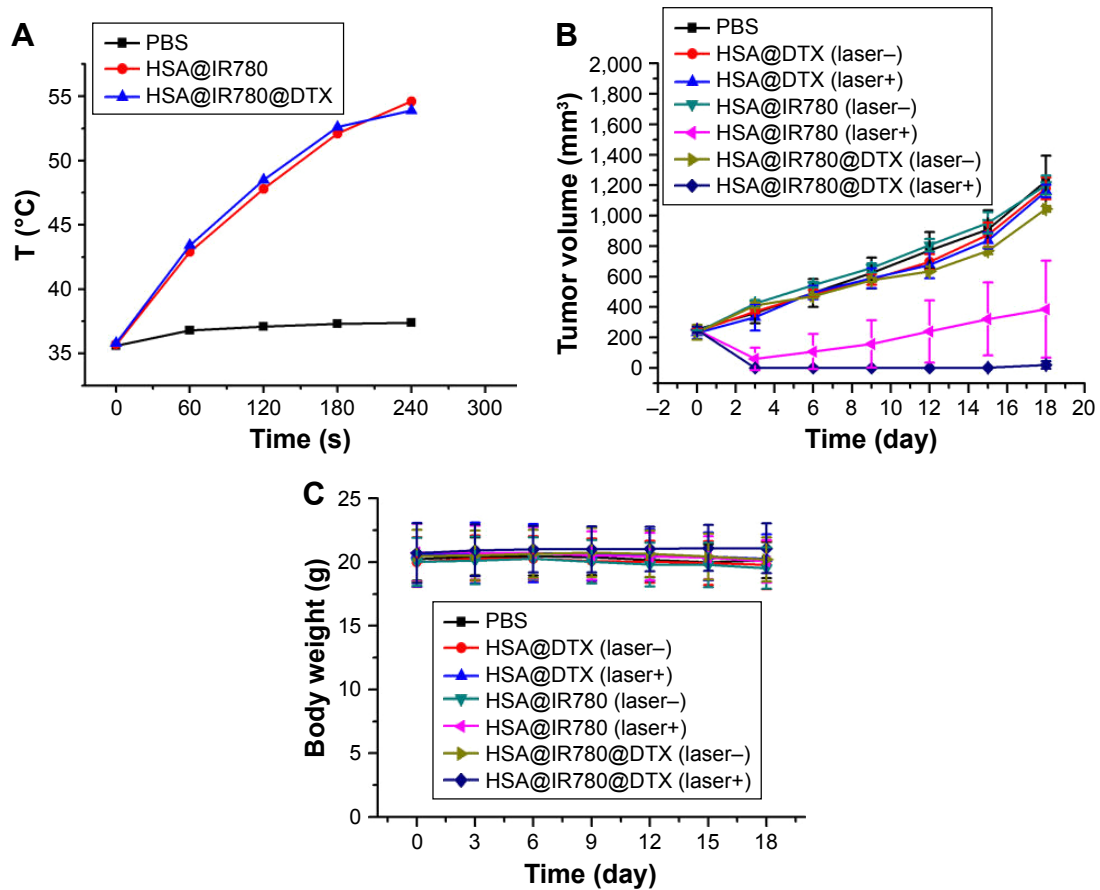 A
PBS
HSA@IR780
HSA@IR780@DTX
55
50
45
40
35
T (°C)
0 60 120 180 240 300
Time (s)
B
PBS
HSA@DTX (laser–)
HSA@DTX (laser+)
HSA@IR780 (laser–)
HSA@IR780 (laser+)
HSA@IR780@DTX (laser–)
HSA@IR780@DTX (laser+)
2,000
1,800
1,600
1,400
1,200
1,000
800
600
400
200
0
Tumor volume (mm³)
–2 0 2 4 6 8 10 12 14 16 18 20
Time (day)
C
25
20
15
10
5
0
Body weight (g)
PBS
HSA@DTX (laser–)
HSA@DTX (laser+)
HSA@IR780 (laser–)
HSA@IR780 (laser+)
HSA@IR780@DTX (laser–)
HSA@IR780@DTX (laser+)
0 3 6 9 12 15 18
Time (day)